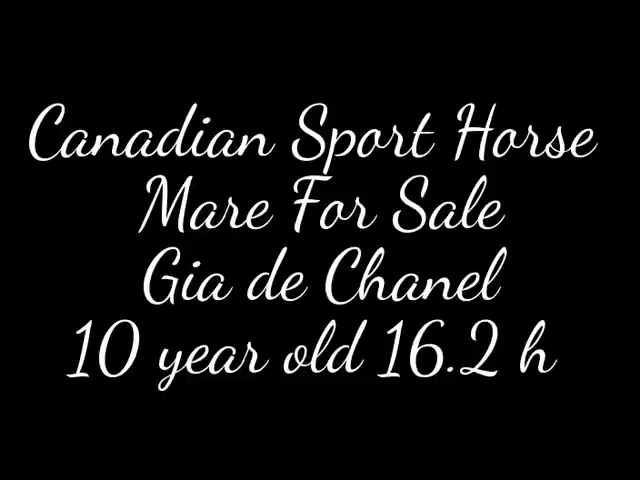 Canadian Sport Horse
Mare For Sale
Gia de Chanel
10 year old 16.2 h